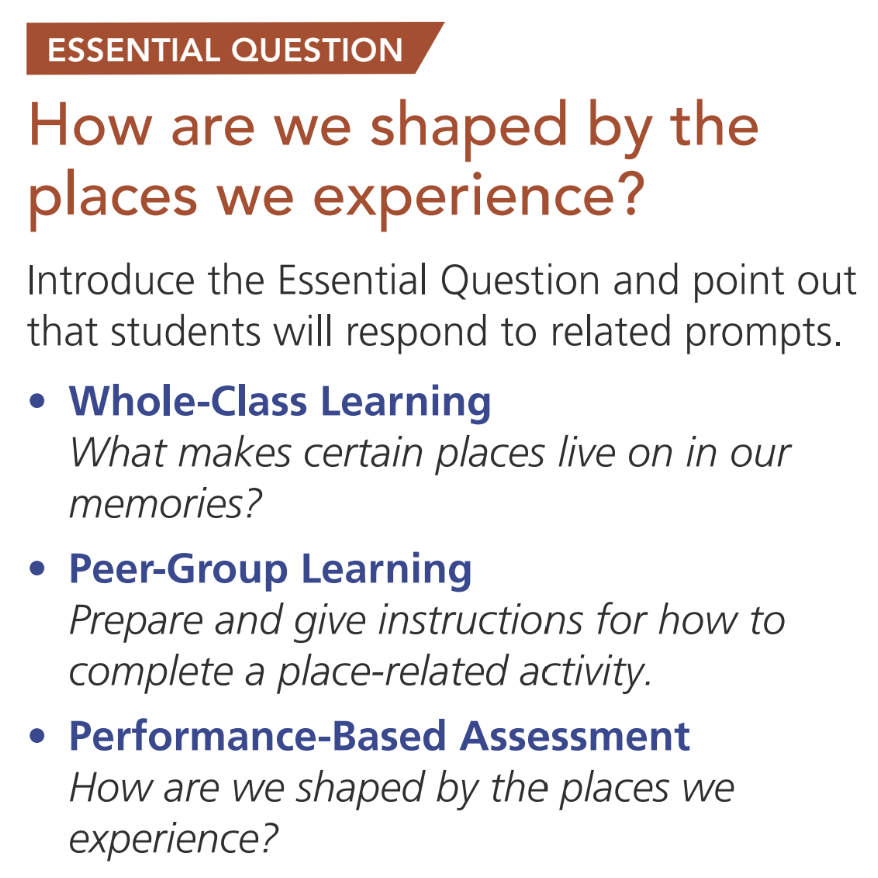 ESSENTIAL QUESTION
How are we shaped by the
places we experience?
Introduce the Essential Question and point out
that students will respond to related prompts.
• Whole-Class Learning
What makes certain places live on in our
memories?
• Peer-Group Learning
Prepare and give instructions for how to
complete a place-related activity.
• Performance-Based Assessment
How are we shaped by the places we
experience?